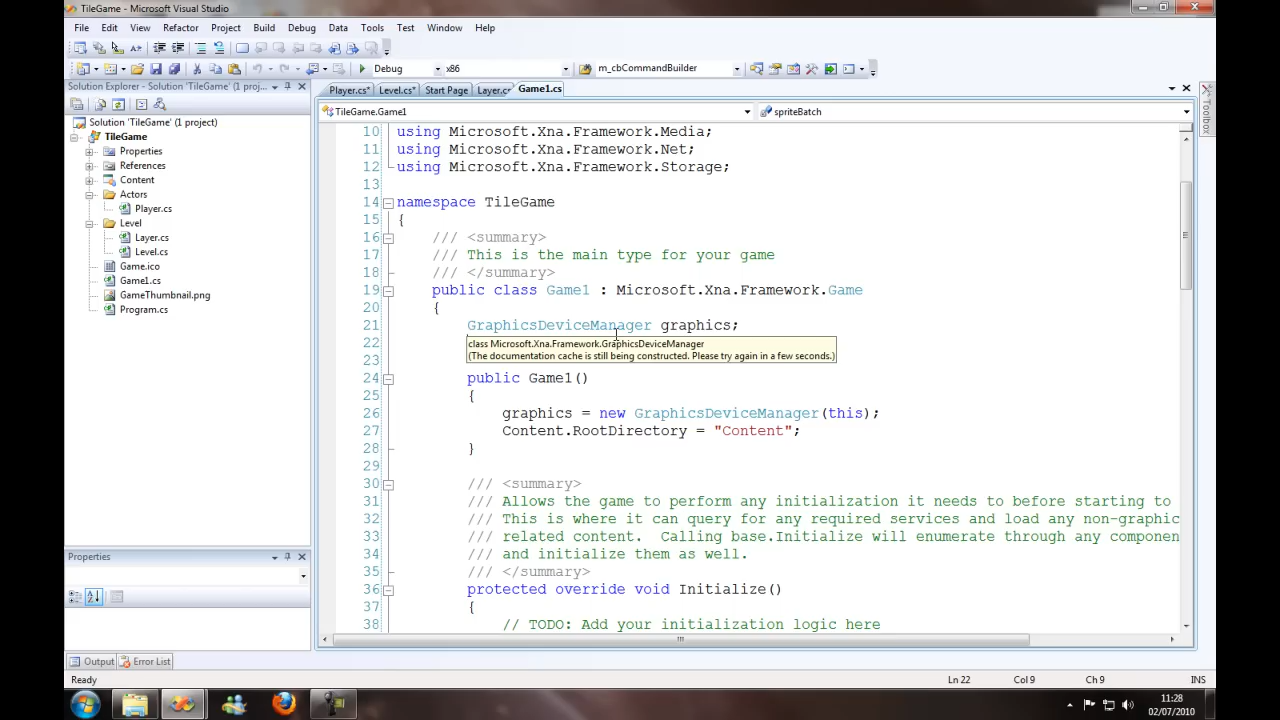 TileGame - Microsoft Visual Studio
File Edit View Refactor Project Build Debug Data Tools Test Window Help
Debug x86 m_cbCommandBuilder
Solution Explorer - Solution 'TileGame' (1 proj...
Player.cs* Level.cs* Start Page Layer.cs* Game1.cs
TileGame.Game1 spriteBatch
Toolbox
Solution 'TileGame' (1 project)
TileGame
Properties
References
Content
Actors
Player.cs
Level
Layer.cs
Level.cs
Game.ico
Game1.cs
GameThumbnail.png
Program.cs
Properties
10 using Microsoft.Xna.Framework.Media;
11 using Microsoft.Xna.Framework.Net;
12 using Microsoft.Xna.Framework.Storage;
13
14 namespace TileGame
15 {
16 /// <summary>
17 /// This is the main type for your game
18 /// </summary>
19 public class Game1 : Microsoft.Xna.Framework.Game
20 {
21 GraphicsDeviceManager graphics;
22
class Microsoft.Xna.Framework.GraphicsDeviceManager
(The documentation cache is still being constructed. Please try again in a few seconds.)
23
24 public Game1()
25 {
26 graphics = new GraphicsDeviceManager(this);
27 Content.RootDirectory = "Content";
28 }
29
30 /// <summary>
31 /// Allows the game to perform any initialization it needs to before starting to
32 /// This is where it can query for any required services and load any non-graphic
33 /// related content.  Calling base.Initialize will enumerate through any componen
34 /// and initialize them as well.
35 /// </summary>
36 protected override void Initialize()
37 {
38 // TODO: Add your initialization logic here
Output Error List
Ready Ln 22 Col 9 Ch 9 INS
11:28
02/07/2010